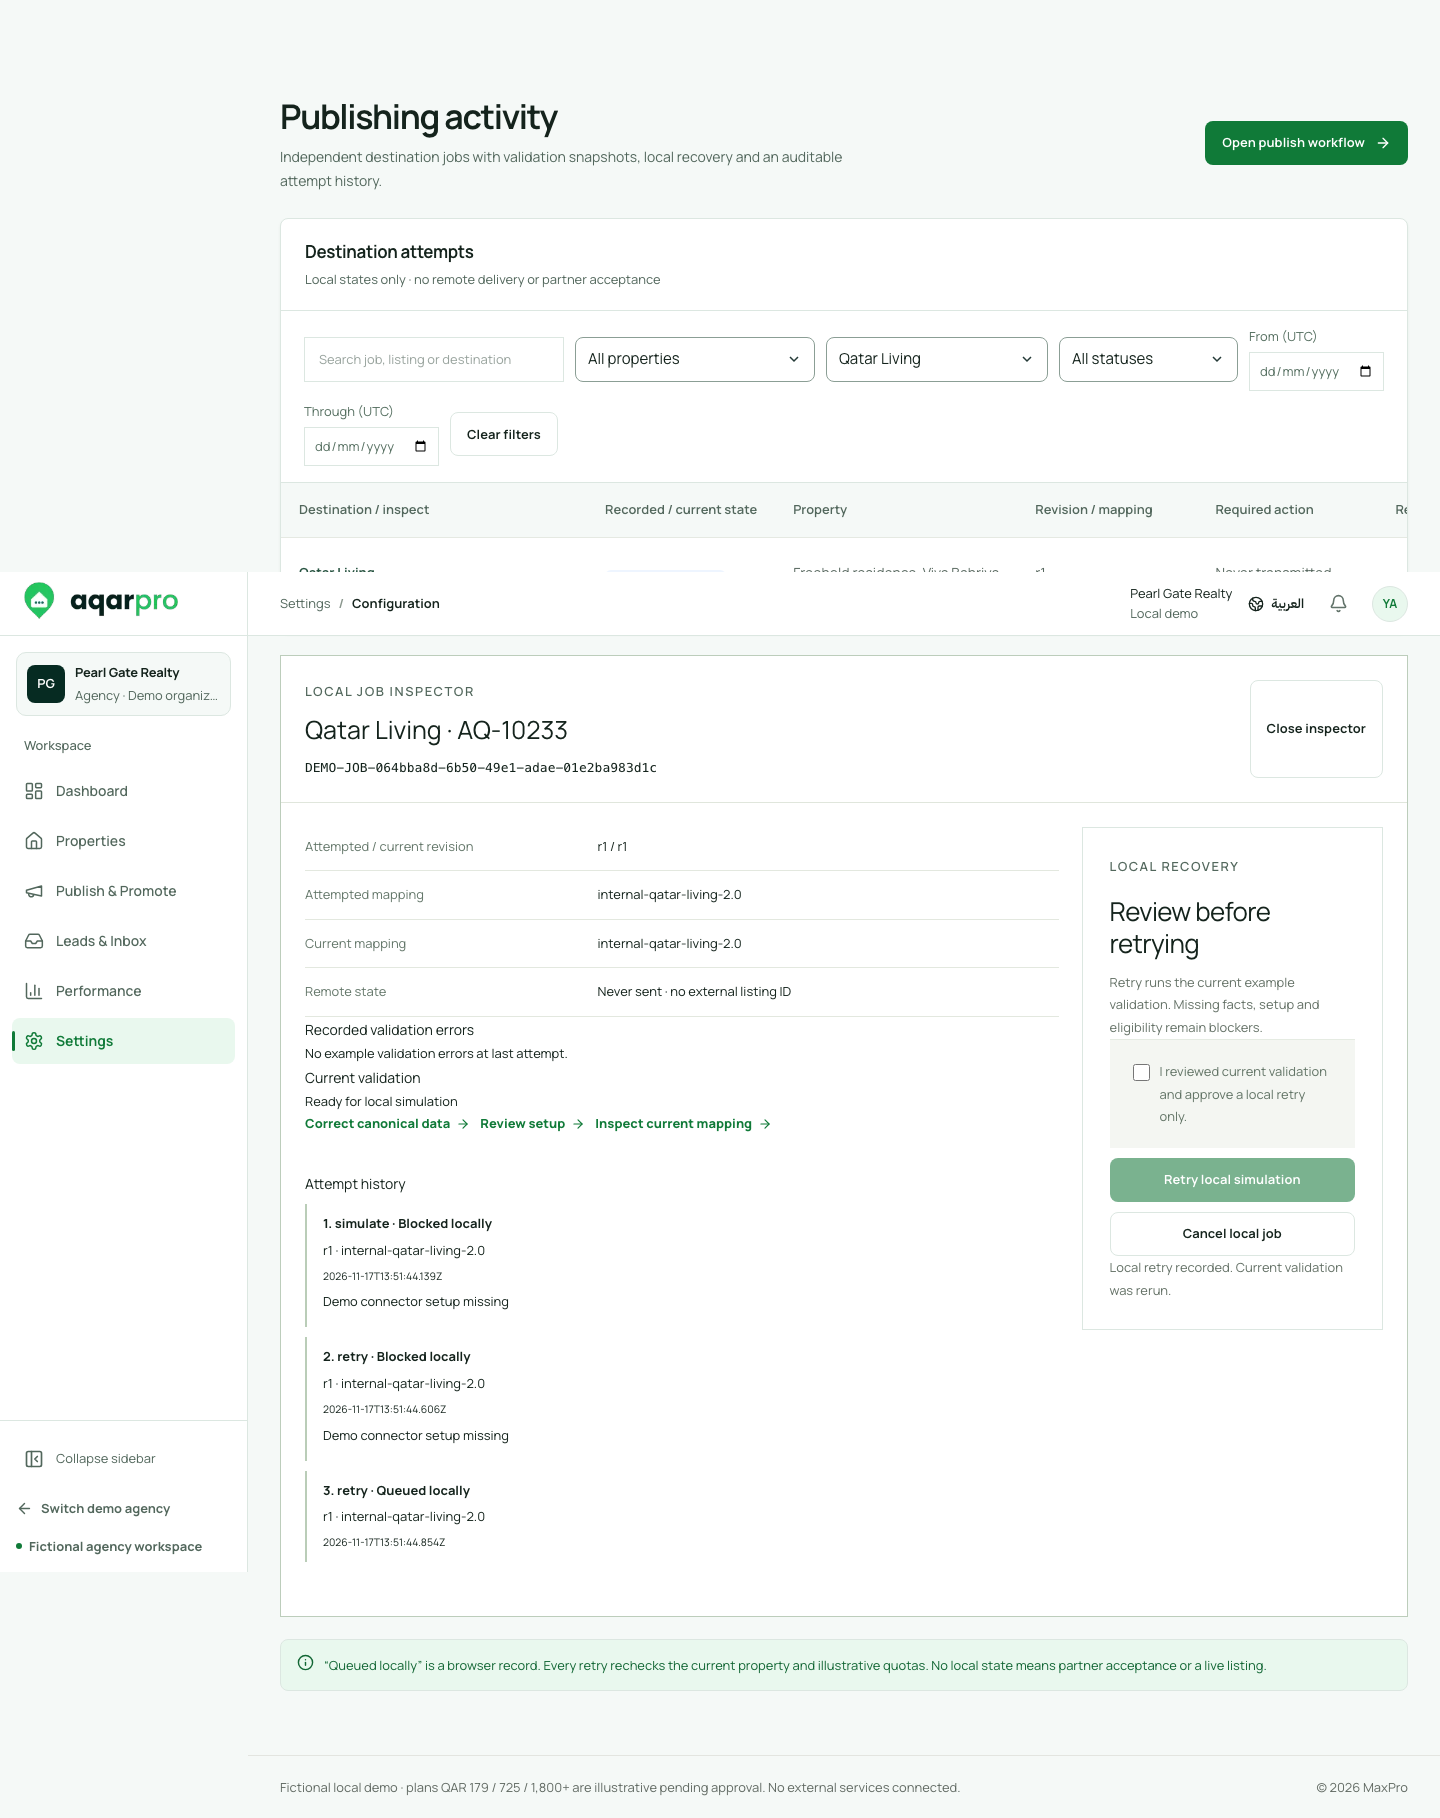 Publishing activity
Independent destination jobs with validation snapshots, local recovery and an auditable
attempt history.
Open publish workflow
Destination attempts
Local states only · no remote delivery or partner acceptance
Search job, listing or destination
All properties
Qatar Living
All statuses
From (UTC)
dd/mm/yyyy
Through (UTC)
dd/mm/yyyy
Clear filters
Destination / inspect
Recorded / current state
Property
Revision / mapping
Required action
aqarpro
Settings / Configuration
Pearl Gate Realty
Local demo
العربية
YA
PG
Pearl Gate Realty
Agency · Demo organiz...
Workspace
Dashboard
Properties
Publish & Promote
Leads & Inbox
Performance
Settings
Collapse sidebar
Switch demo agency
Fictional agency workspace
LOCAL JOB INSPECTOR
Qatar Living · AQ-10233
DEMO-JOB-064bba8d-6b50-49e1-adae-01e2ba983d1c
Close inspector
Attempted / current revision
r1 / r1
Attempted mapping
internal-qatar-living-2.0
Current mapping
internal-qatar-living-2.0
Remote state
Never sent · no external listing ID
Recorded validation errors
No example validation errors at last attempt.
Current validation
Ready for local simulation
Correct canonical data
Review setup
Inspect current mapping
Attempt history
1. simulate · Blocked locally
r1 · internal-qatar-living-2.0
2026-11-17T13:51:44.139Z
Demo connector setup missing
2. retry · Blocked locally
r1 · internal-qatar-living-2.0
2026-11-17T13:51:44.606Z
Demo connector setup missing
3. retry · Queued locally
r1 · internal-qatar-living-2.0
2026-11-17T13:51:44.854Z
LOCAL RECOVERY
Review before
retrying
Retry runs the current example
validation. Missing facts, setup and
eligibility remain blockers.
I reviewed current validation
and approve a local retry
only.
Retry local simulation
Cancel local job
Local retry recorded. Current validation
was rerun.
“Queued locally” is a browser record. Every retry rechecks the current property and illustrative quotas. No local state means partner acceptance or a live listing.
Fictional local demo · plans QAR 179 / 725 / 1,800+ are illustrative pending approval. No external services connected.
© 2026 MaxPro